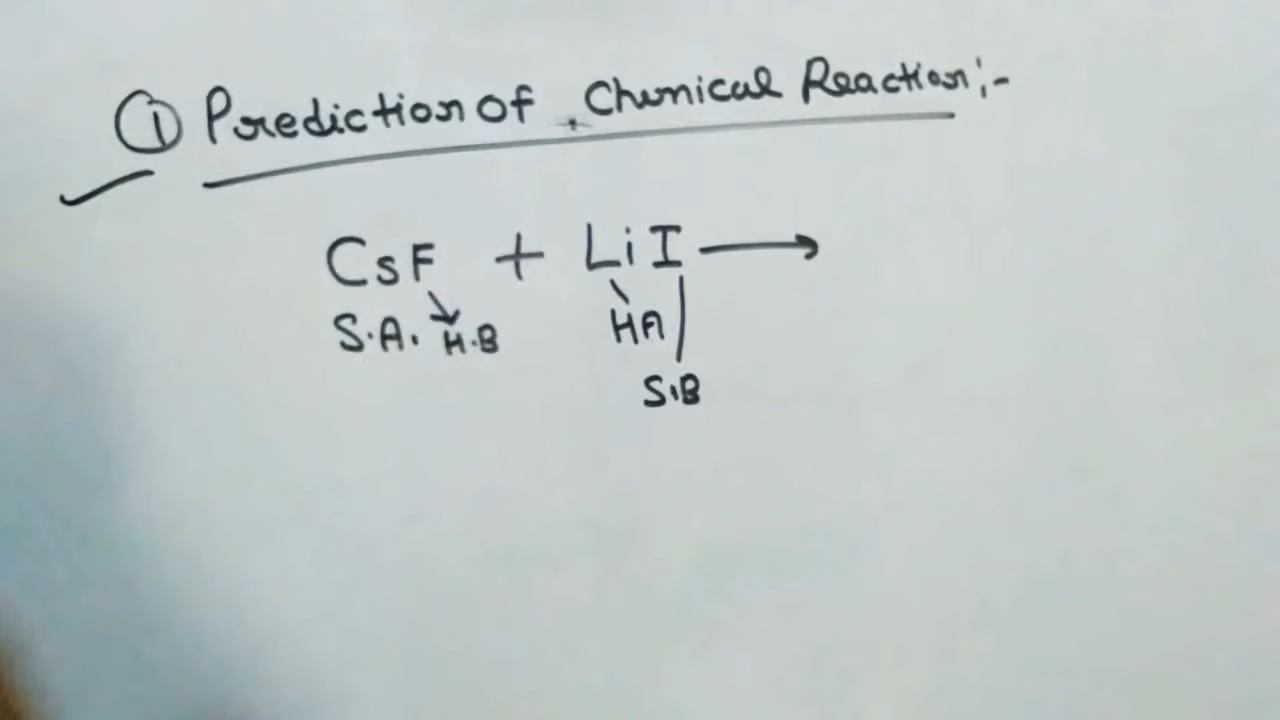 ① Prediction of Chemical Reaction:-
CsF + LiI ⟶
S.A. H.B HA
S.B